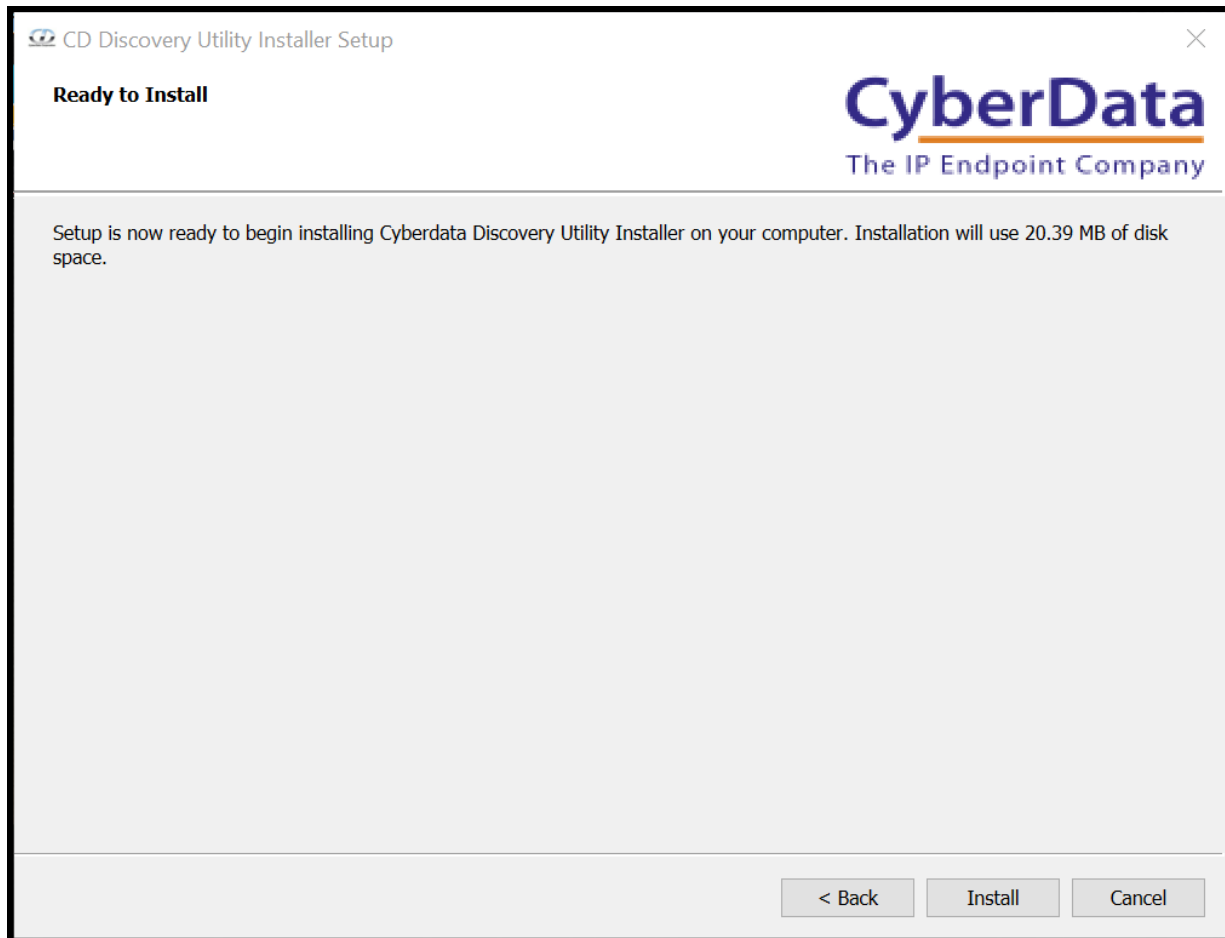 CD Discovery Utility Installer Setup
Ready to Install
CyberData
The IP Endpoint Company
Setup is now ready to begin installing Cyberdata Discovery Utility Installer on your computer. Installation will use 20.39 MB of disk
space.
< Back
Install
Cancel